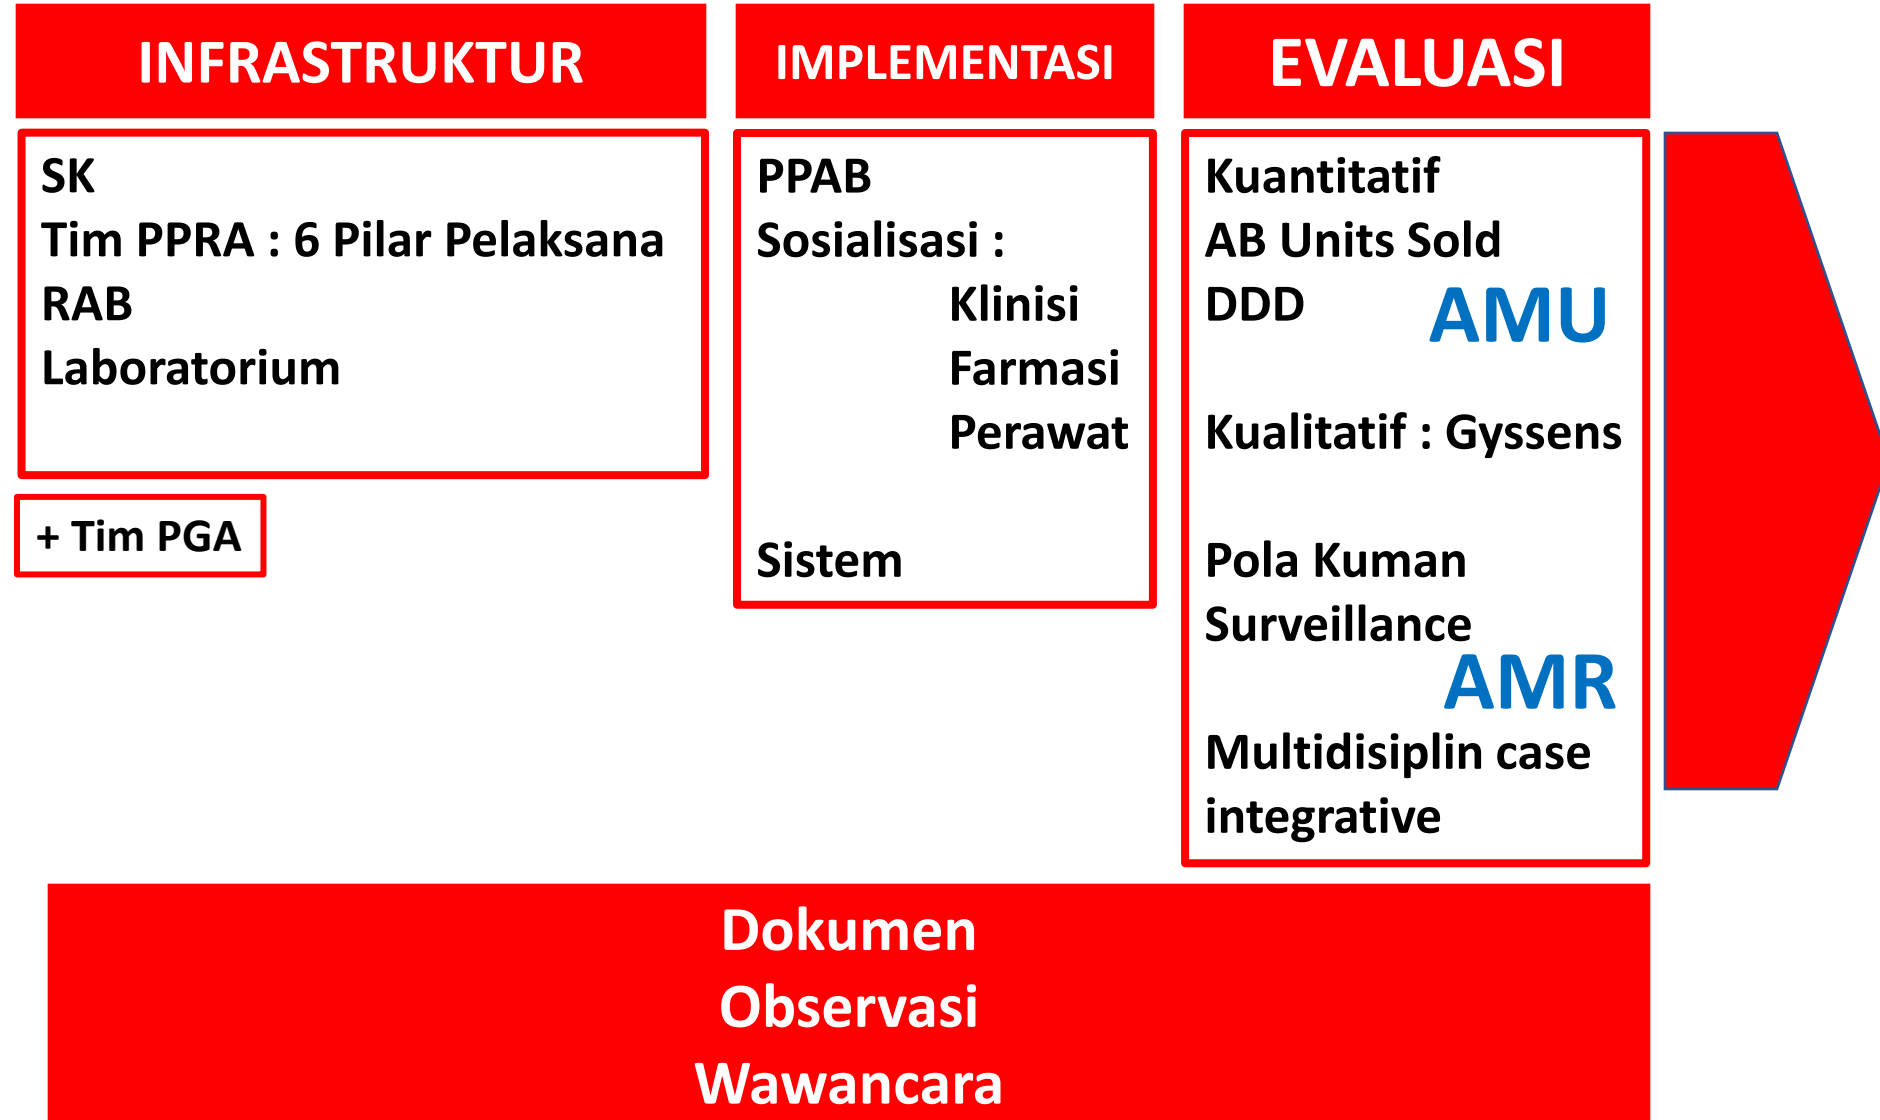 INFRASTRUKTUR
SK
Tim PPRA : 6 Pilar Pelaksana
RAB
Laboratorium
+ Tim PGA
IMPLEMENTASI
PPAB
Sosialisasi :
Klinisi
Farmasi
Perawat
Sistem
EVALUASI
Kuantitatif
AB Units Sold
DDD
AMU
Kualitatif : Gyssens
Pola Kuman
Surveillance
AMR
Multidisiplin case
integrative
Dokumen
Observasi
Wawancara